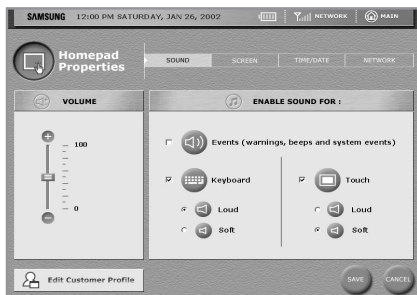 SAMSUNG 12:00 PM SATURDAY, JAN 26, 2002 NETWORK MAIN
Homepad
Properties
SOUND SCREEN TIME/DATE NETWORK
VOLUME
ENABLE SOUND FOR :
100
0
Events (warnings, beeps and system events)
Keyboard Touch
Loud Loud
Soft Soft
Edit Customer Profile
SAVE CANCEL